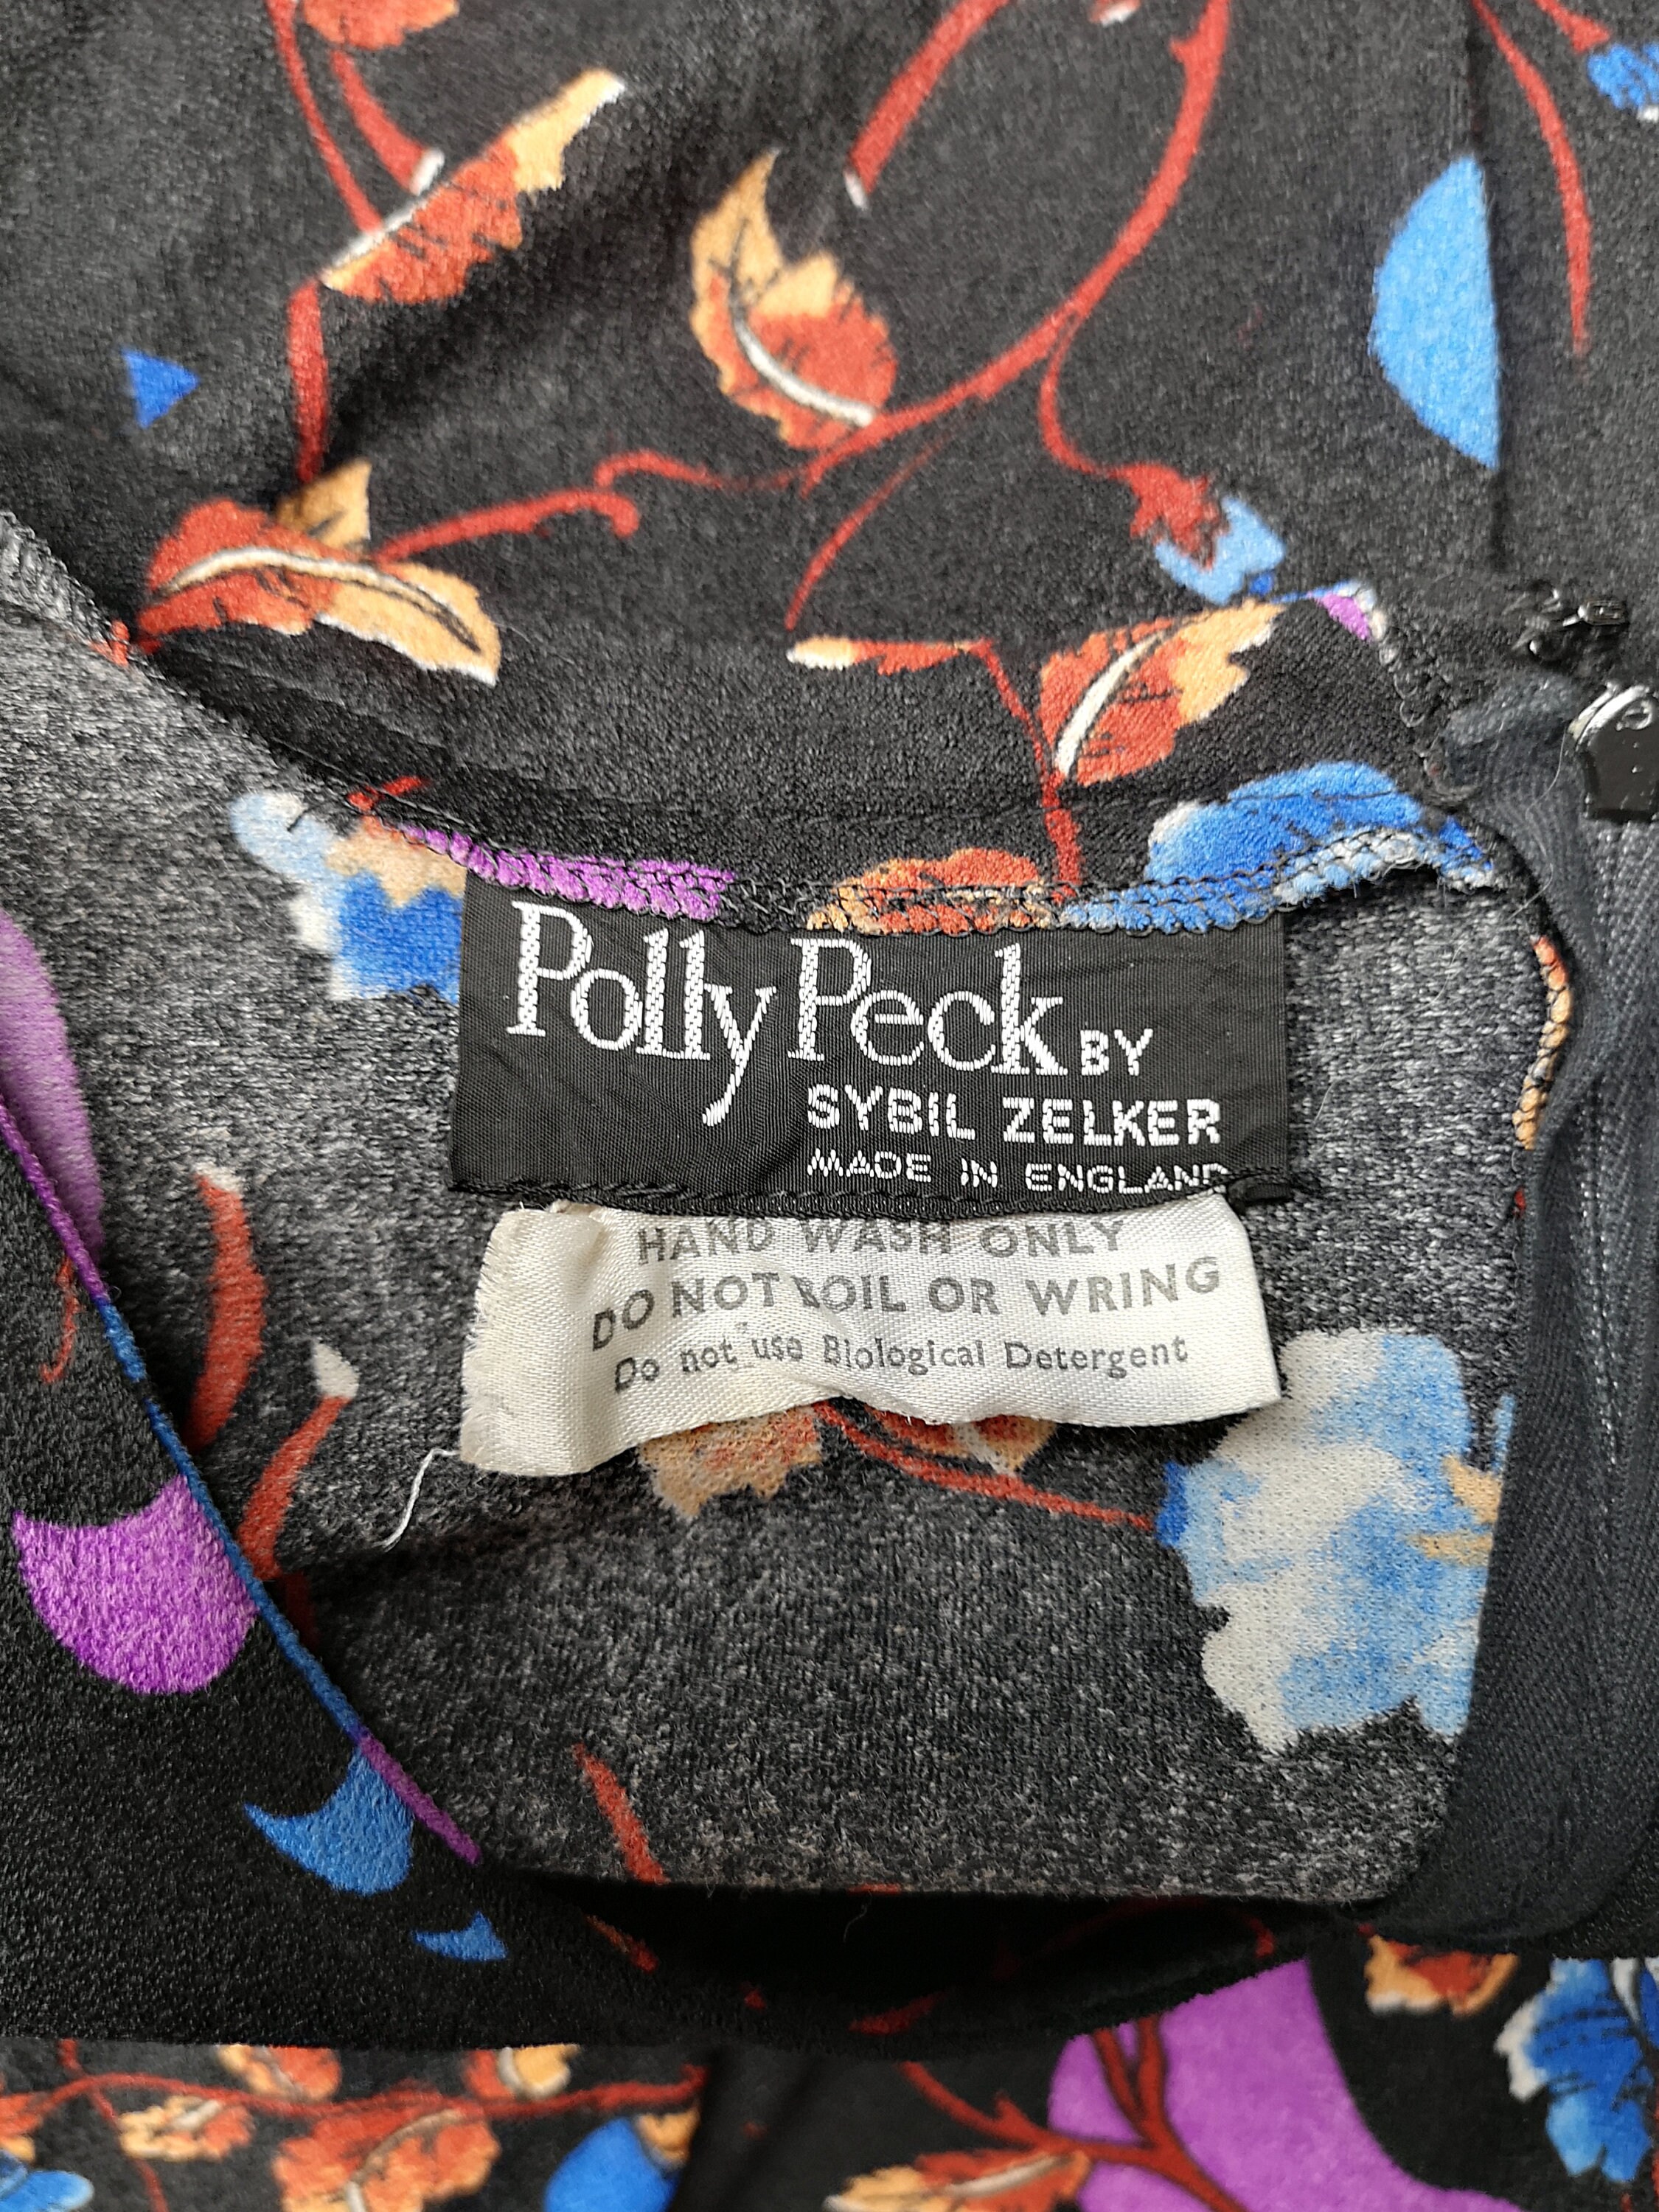 Polly Peck BY
SYBIL ZELKER
MADE IN ENGLAND
HAND WASH ONLY
DO NOT BOIL OR WRING
Do not use Biological Detergent